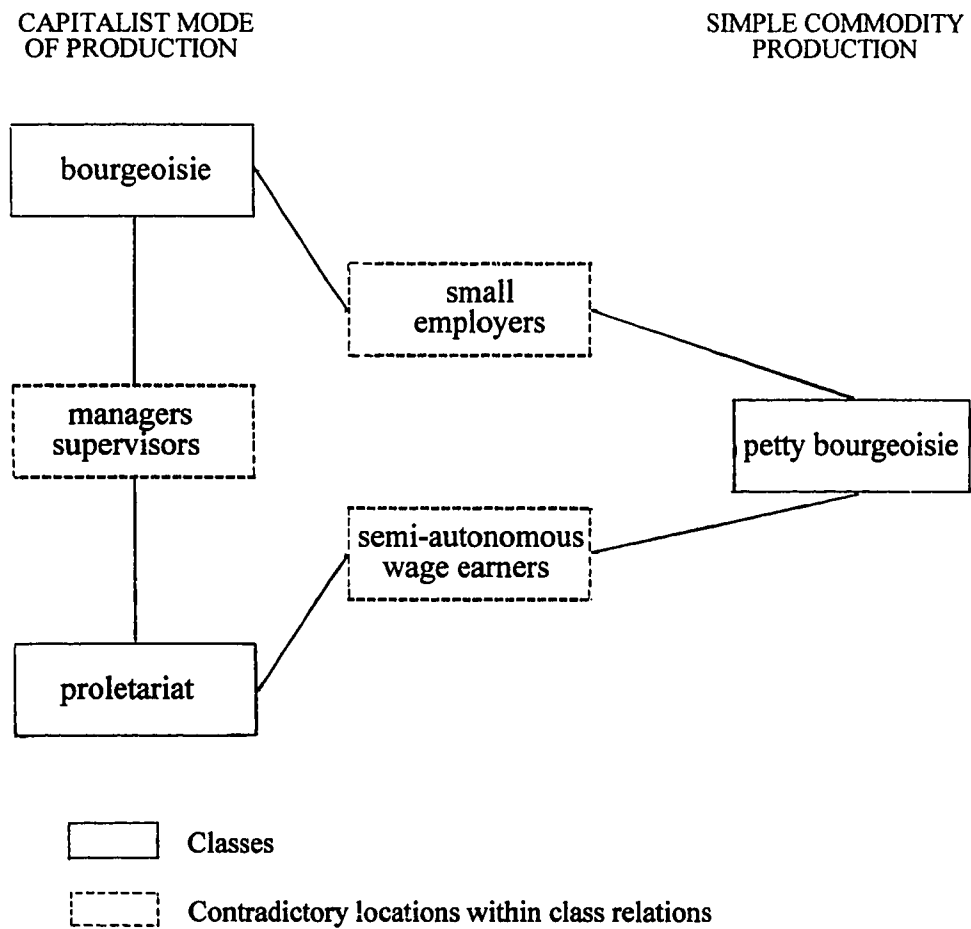 CAPITALIST MODE
OF PRODUCTION
SIMPLE COMMODITY
PRODUCTION
bourgeoisie
small
employers
managers
supervisors
petty bourgeoisie
semi-autonomous
wage earners
proletariat
Classes
Contradictory locations within class relations